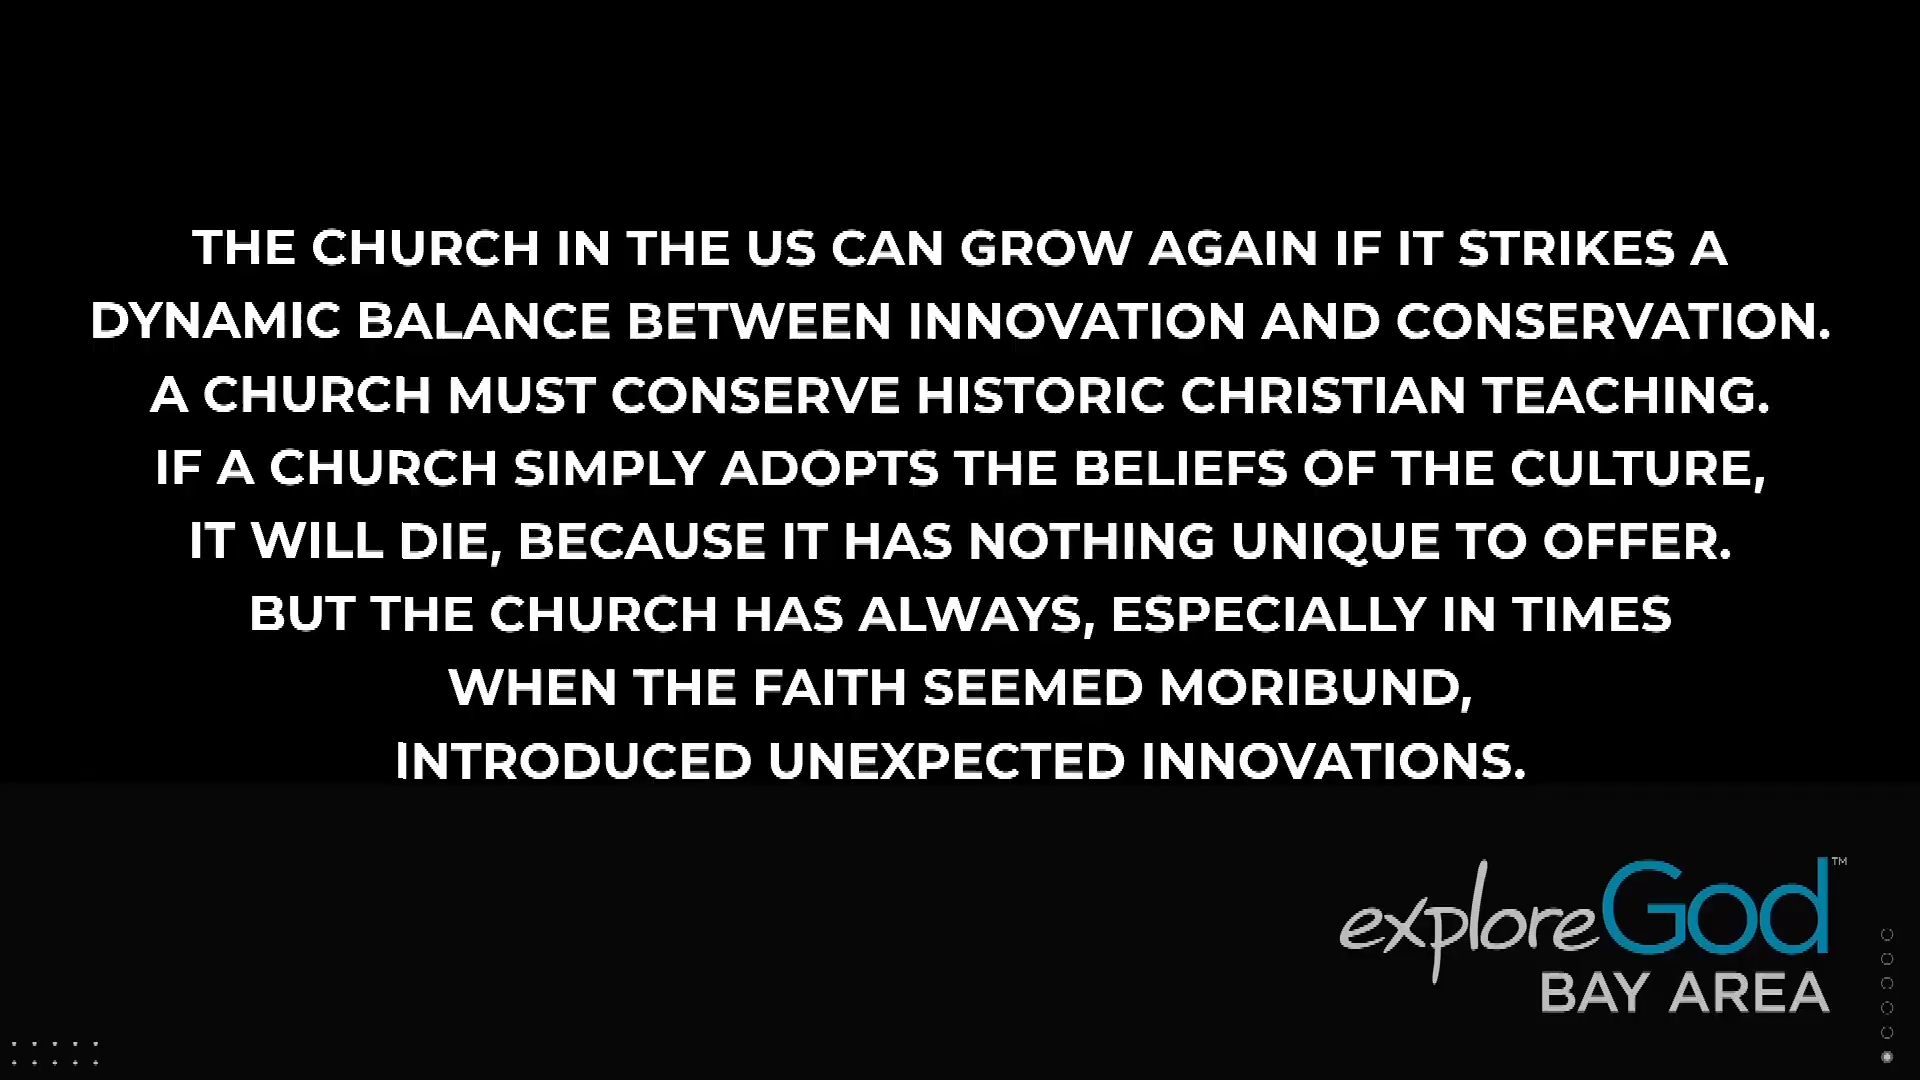 THE CHURCH IN THE US CAN GROW AGAIN IF IT STRIKES A
DYNAMIC BALANCE BETWEEN INNOVATION AND CONSERVATION.
A CHURCH MUST CONSERVE HISTORIC CHRISTIAN TEACHING.
IF A CHURCH SIMPLY ADOPTS THE BELIEFS OF THE CULTURE,
IT WILL DIE, BECAUSE IT HAS NOTHING UNIQUE TO OFFER.
BUT THE CHURCH HAS ALWAYS, ESPECIALLY IN TIMES
WHEN THE FAITH SEEMED MORIBUND,
INTRODUCED UNEXPECTED INNOVATIONS.
exploreGod™
BAY AREA